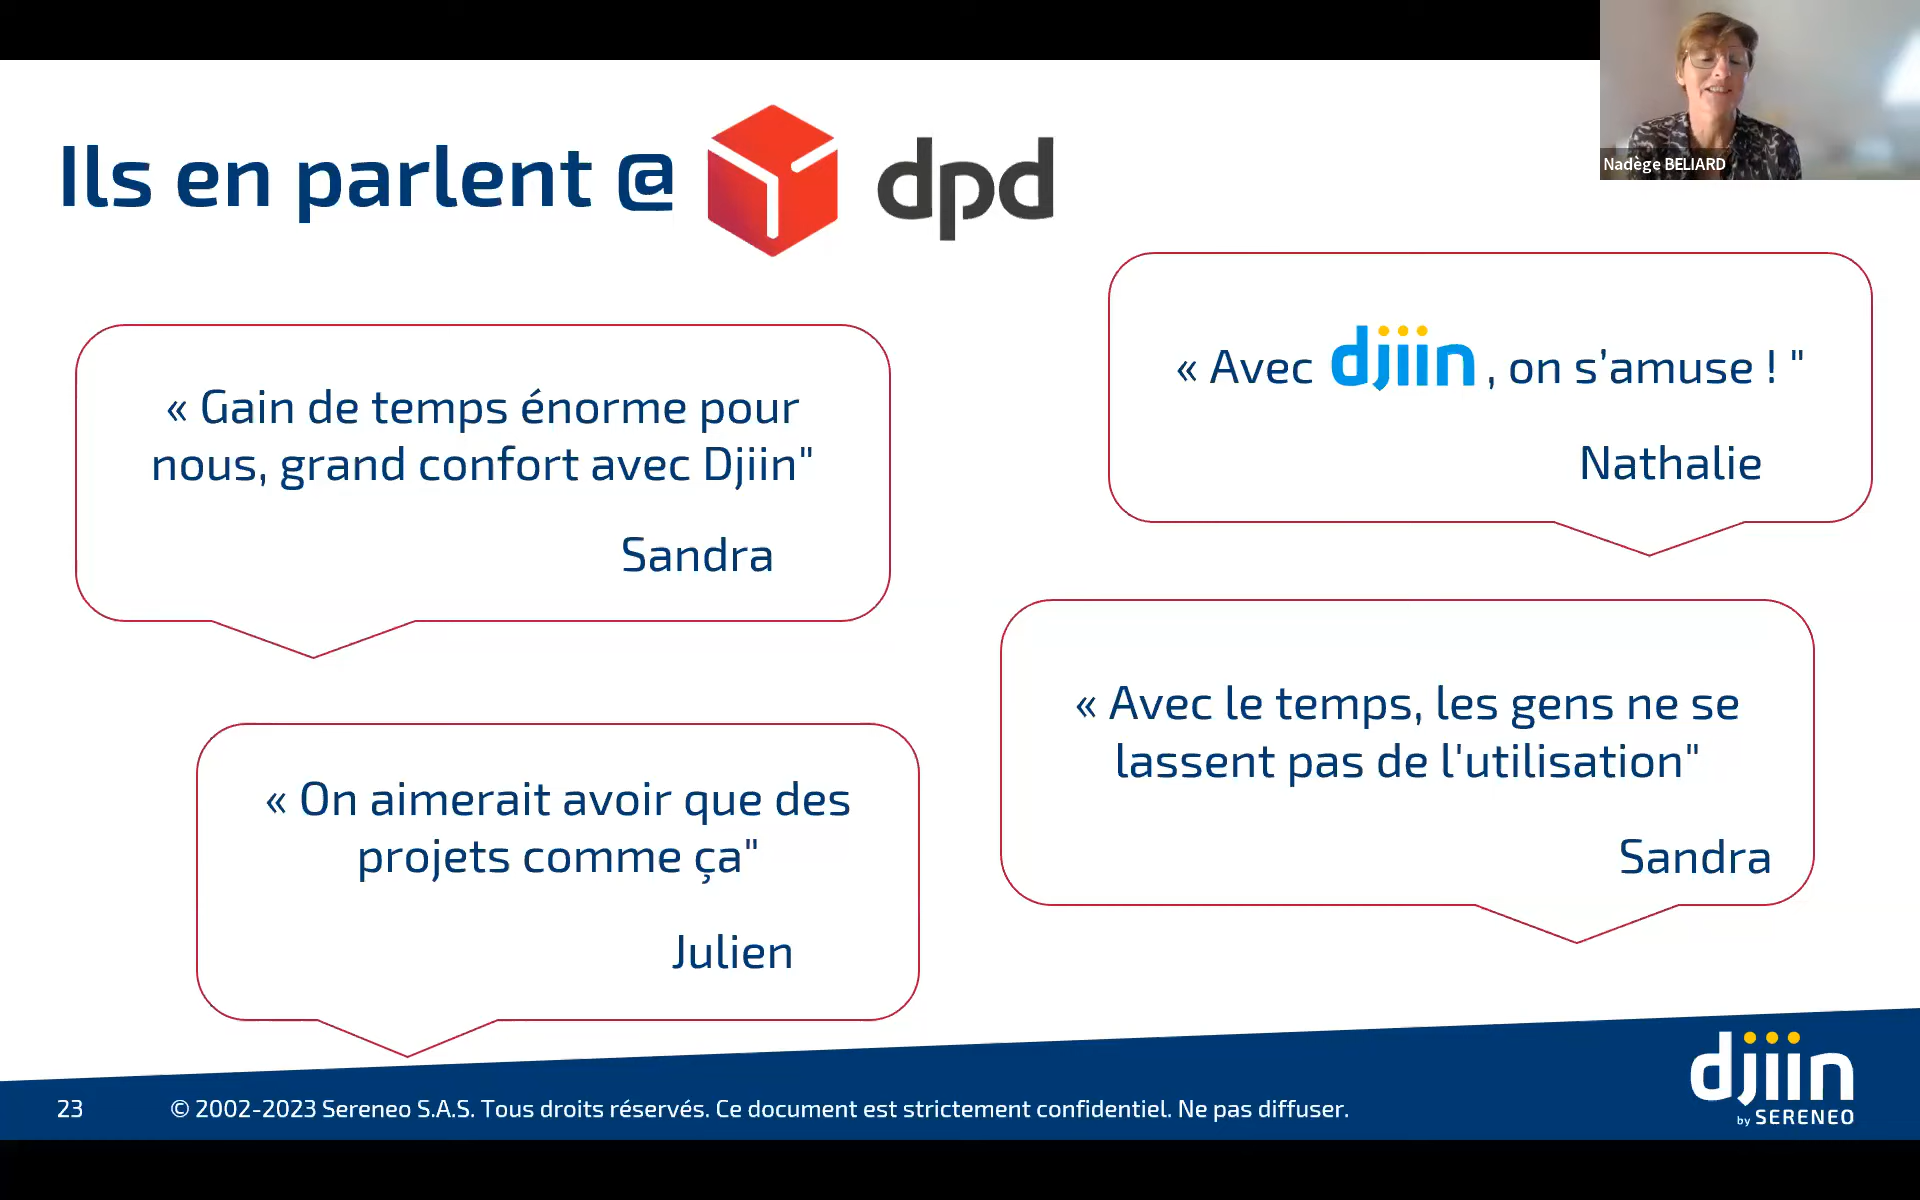 Ils en parlent @ dpd
Nadège BELIARD
« Gain de temps énorme pour
nous, grand confort avec Djiin"
Sandra
« Avec djiin , on s’amuse ! "
Nathalie
« On aimerait avoir que des
projets comme ça"
Julien
« Avec le temps, les gens ne se
lassent pas de l'utilisation"
Sandra
23
© 2002-2023 Sereneo S.A.S. Tous droits réservés. Ce document est strictement confidentiel. Ne pas diffuser.
djiin
by SERENEO